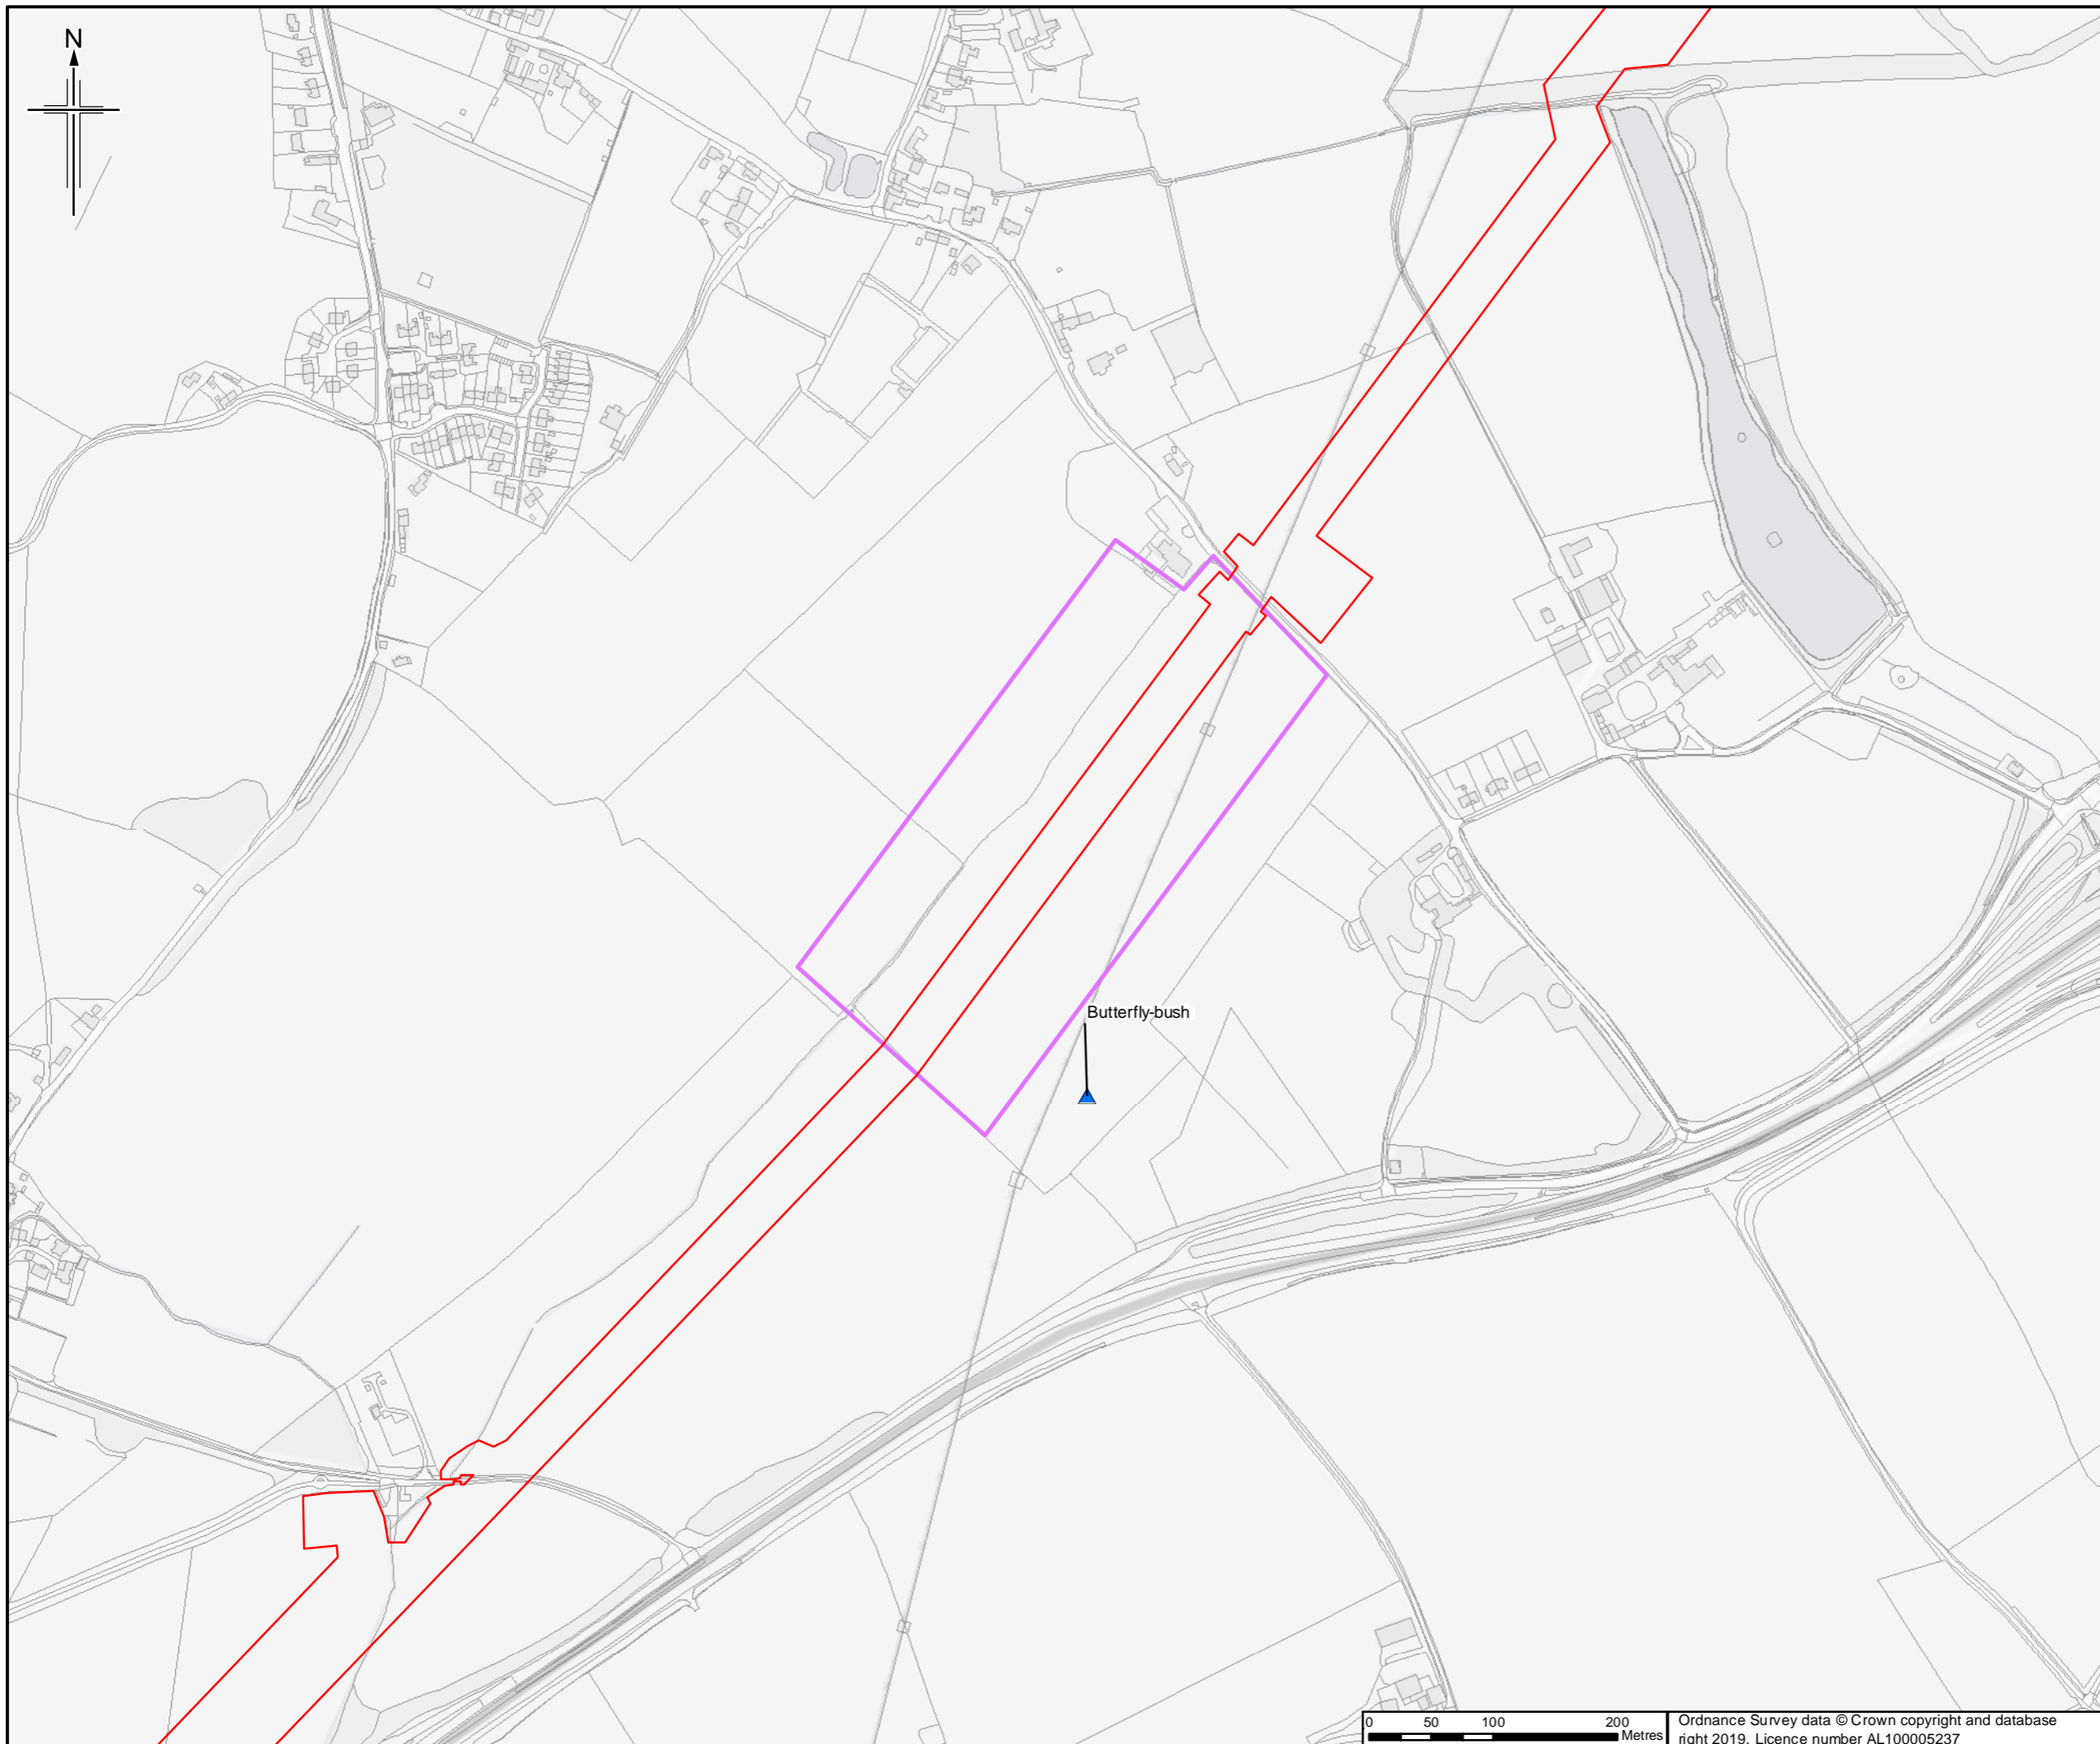 N
Butterfly-bush
0 50 100 200
Metres
Ordnance Survey data © Crown copyright and database
right 2019. Licence number AL100005237